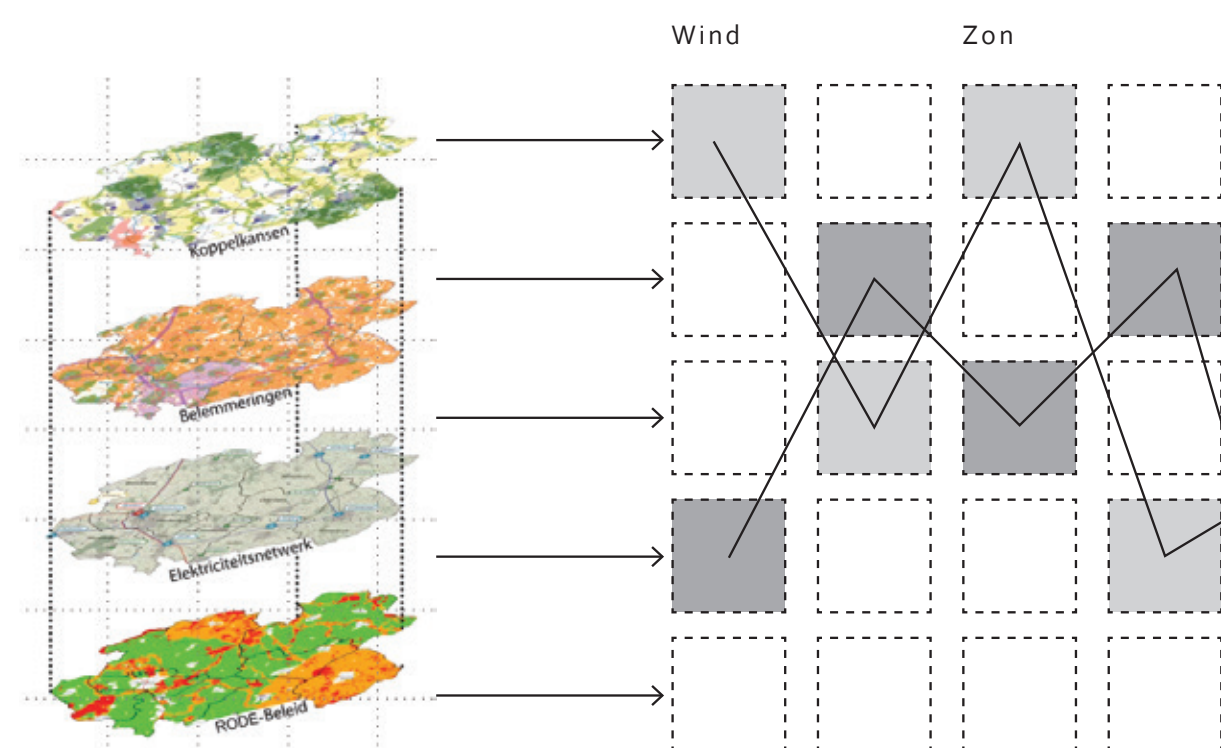 Wind
Zon
Koppelkansen
Belemmeringen
Elektriciteitsnetwerk
RODE-Beleid